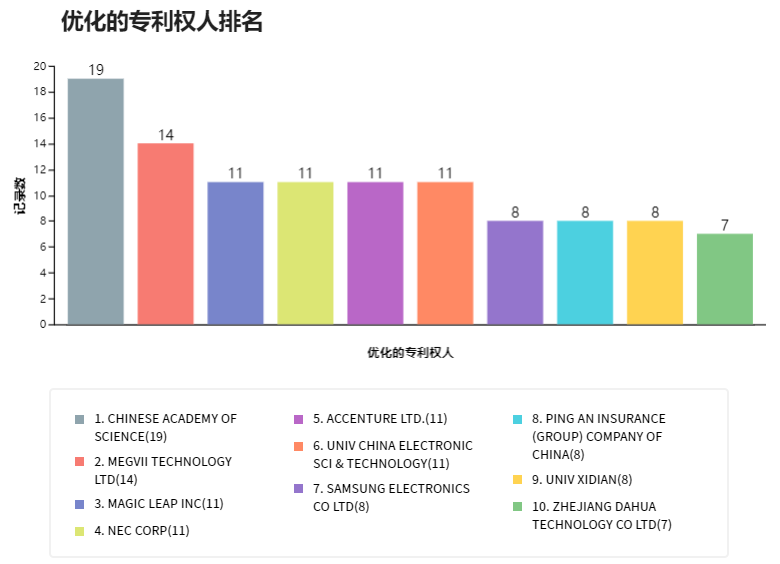 优化的专利权人排名
20
18
16
14
12
10
8
6
4
2
0
记录数
19
14
11
11
11
11
8
8
8
7
优化的专利权人
1. CHINESE ACADEMY OF
SCIENCE(19)
2. MEGVII TECHNOLOGY
LTD(14)
3. MAGIC LEAP INC(11)
4. NEC CORP(11)
5. ACCENTURE LTD.(11)
6. UNIV CHINA ELECTRONIC
SCI & TECHNOLOGY(11)
7. SAMSUNG ELECTRONICS
CO LTD(8)
8. PING AN INSURANCE
(GROUP) COMPANY OF
CHINA(8)
9. UNIV XIDIAN(8)
10. ZHEJIANG DAHUA
TECHNOLOGY CO LTD(7)